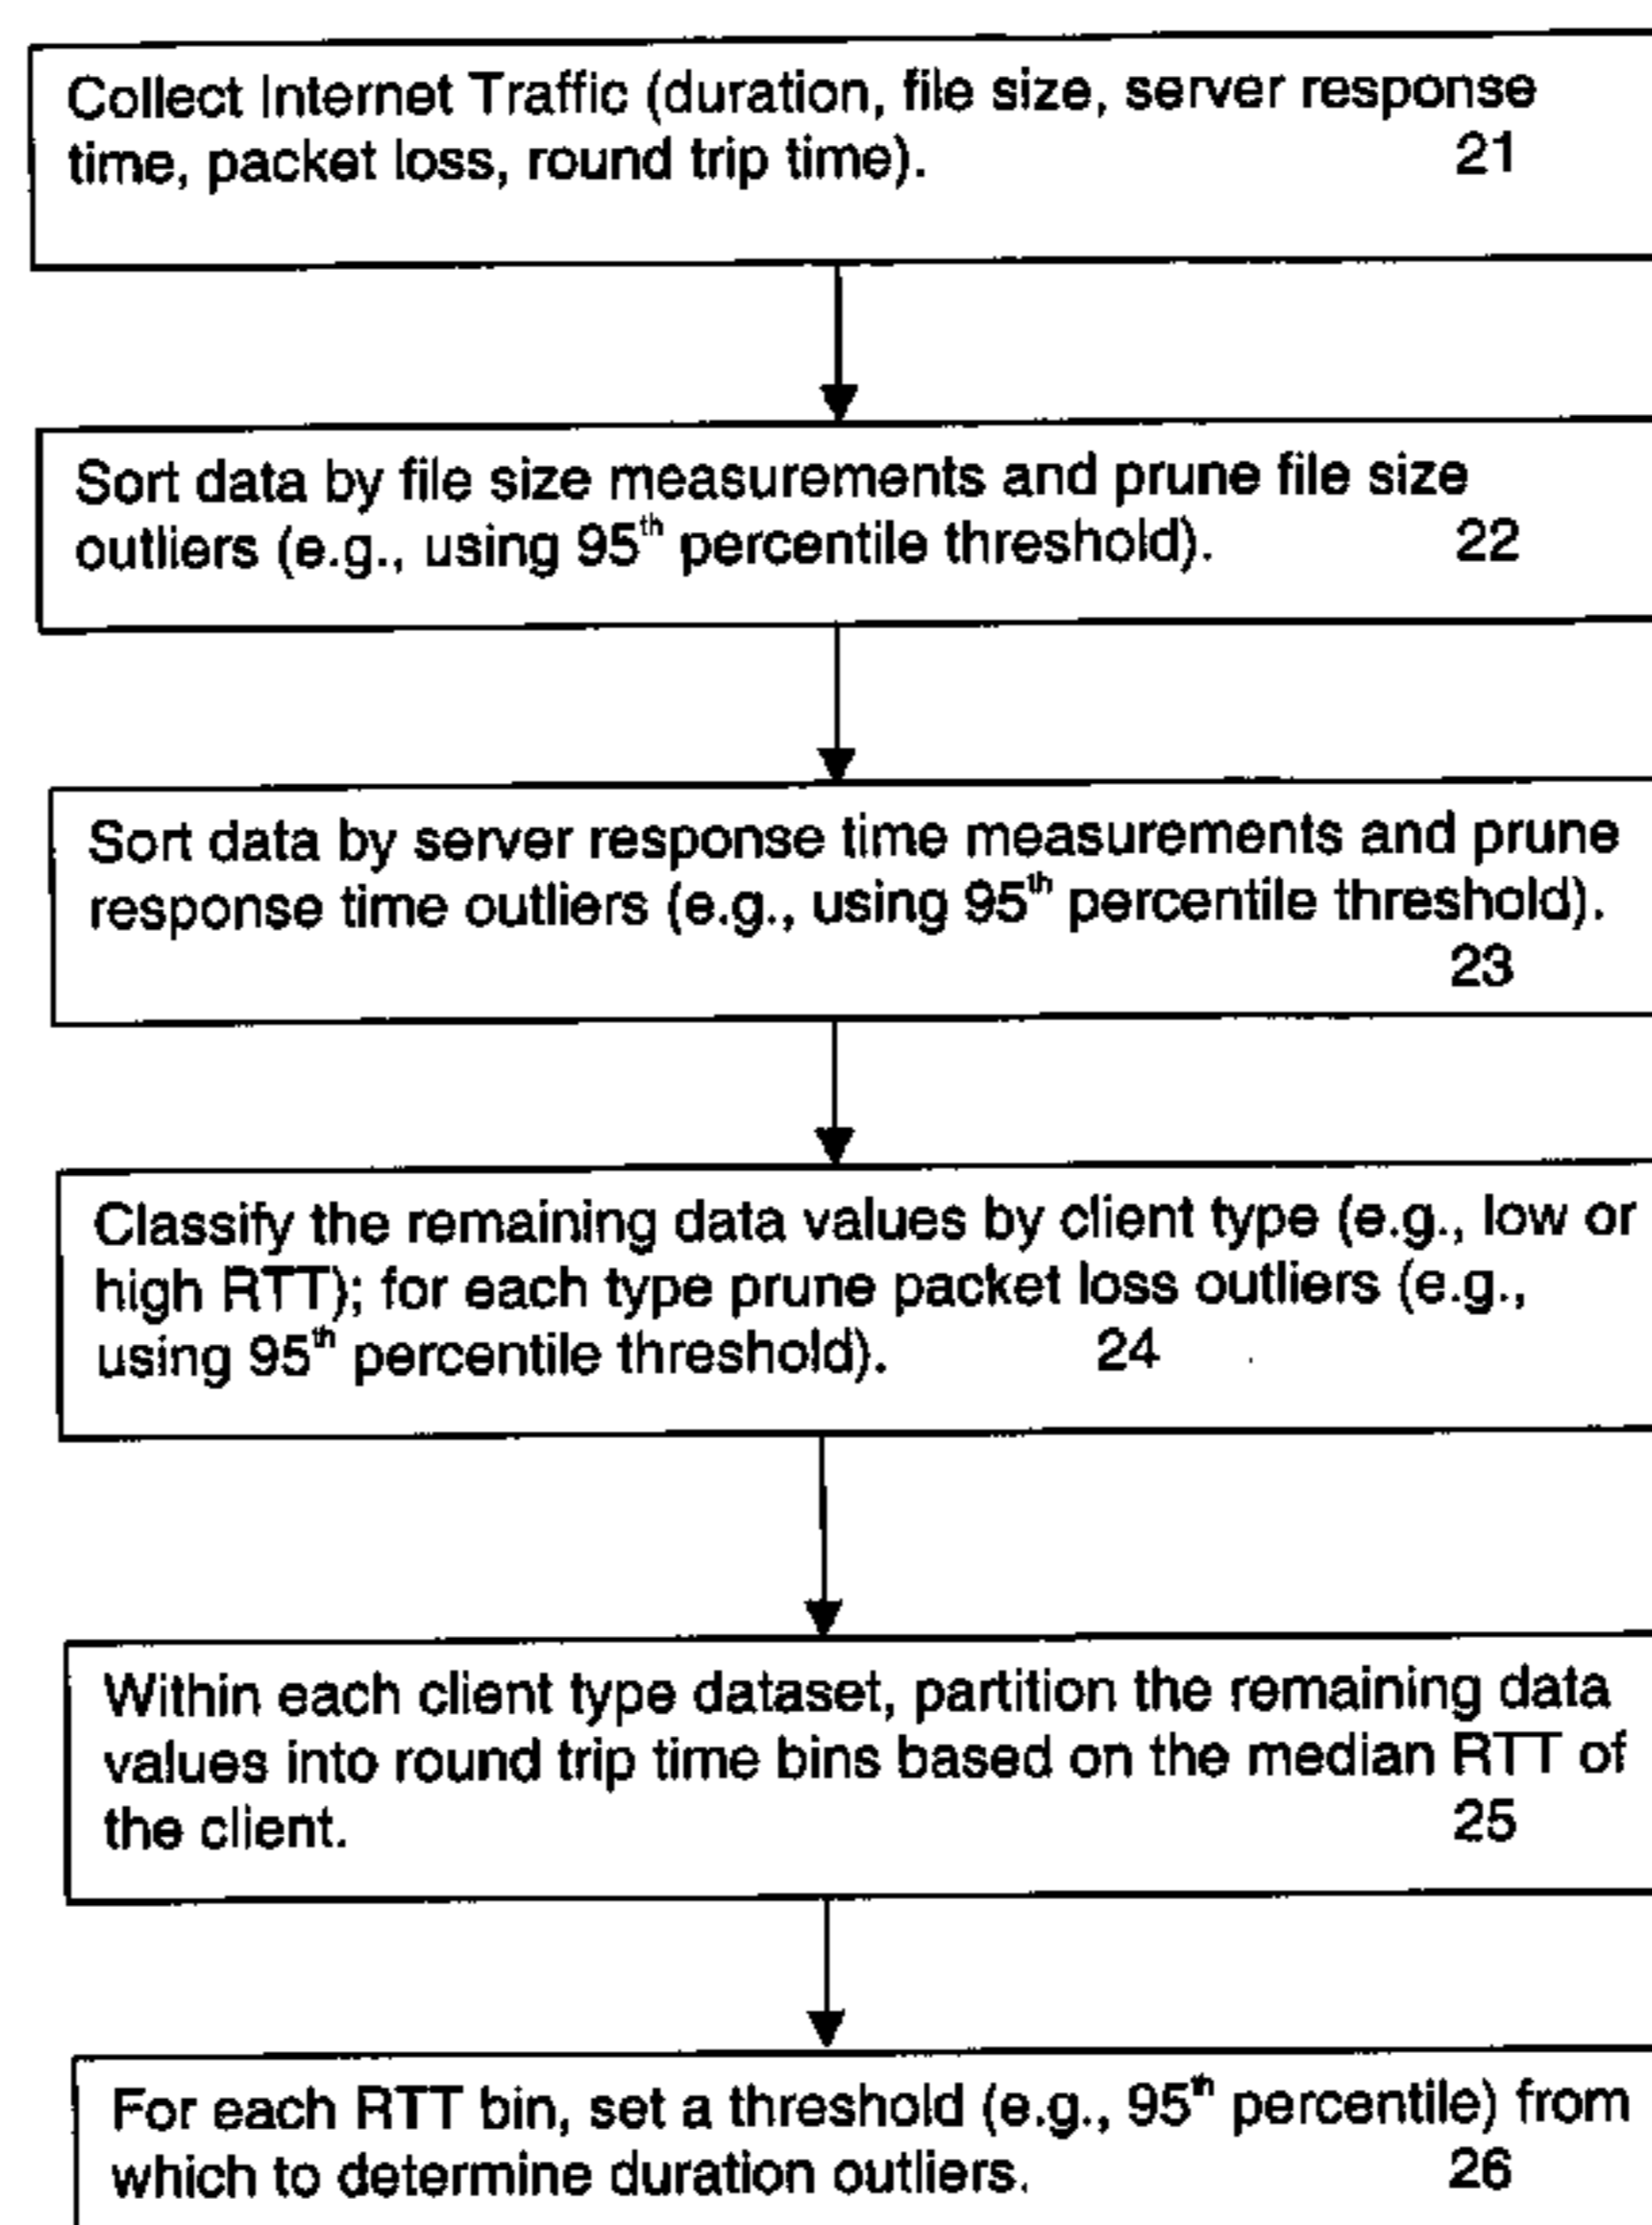 Collect Internet Traffic (duration, file size, server response
time, packet loss, round trip time). 21
Sort data by file size measurements and prune file size
outliers (e.g., using 95th percentile threshold). 22
Sort data by server response time measurements and prune
response time outliers (e.g., using 95th percentile threshold).
23
Classify the remaining data values by client type (e.g., low or
high RTT); for each type prune packet loss outliers (e.g.,
using 95th percentile threshold). 24
Within each client type dataset, partition the remaining data
values into round trip time bins based on the median RTT of
the client. 25
For each RTT bin, set a threshold (e.g., 95th percentile) from
which to determine duration outliers. 26